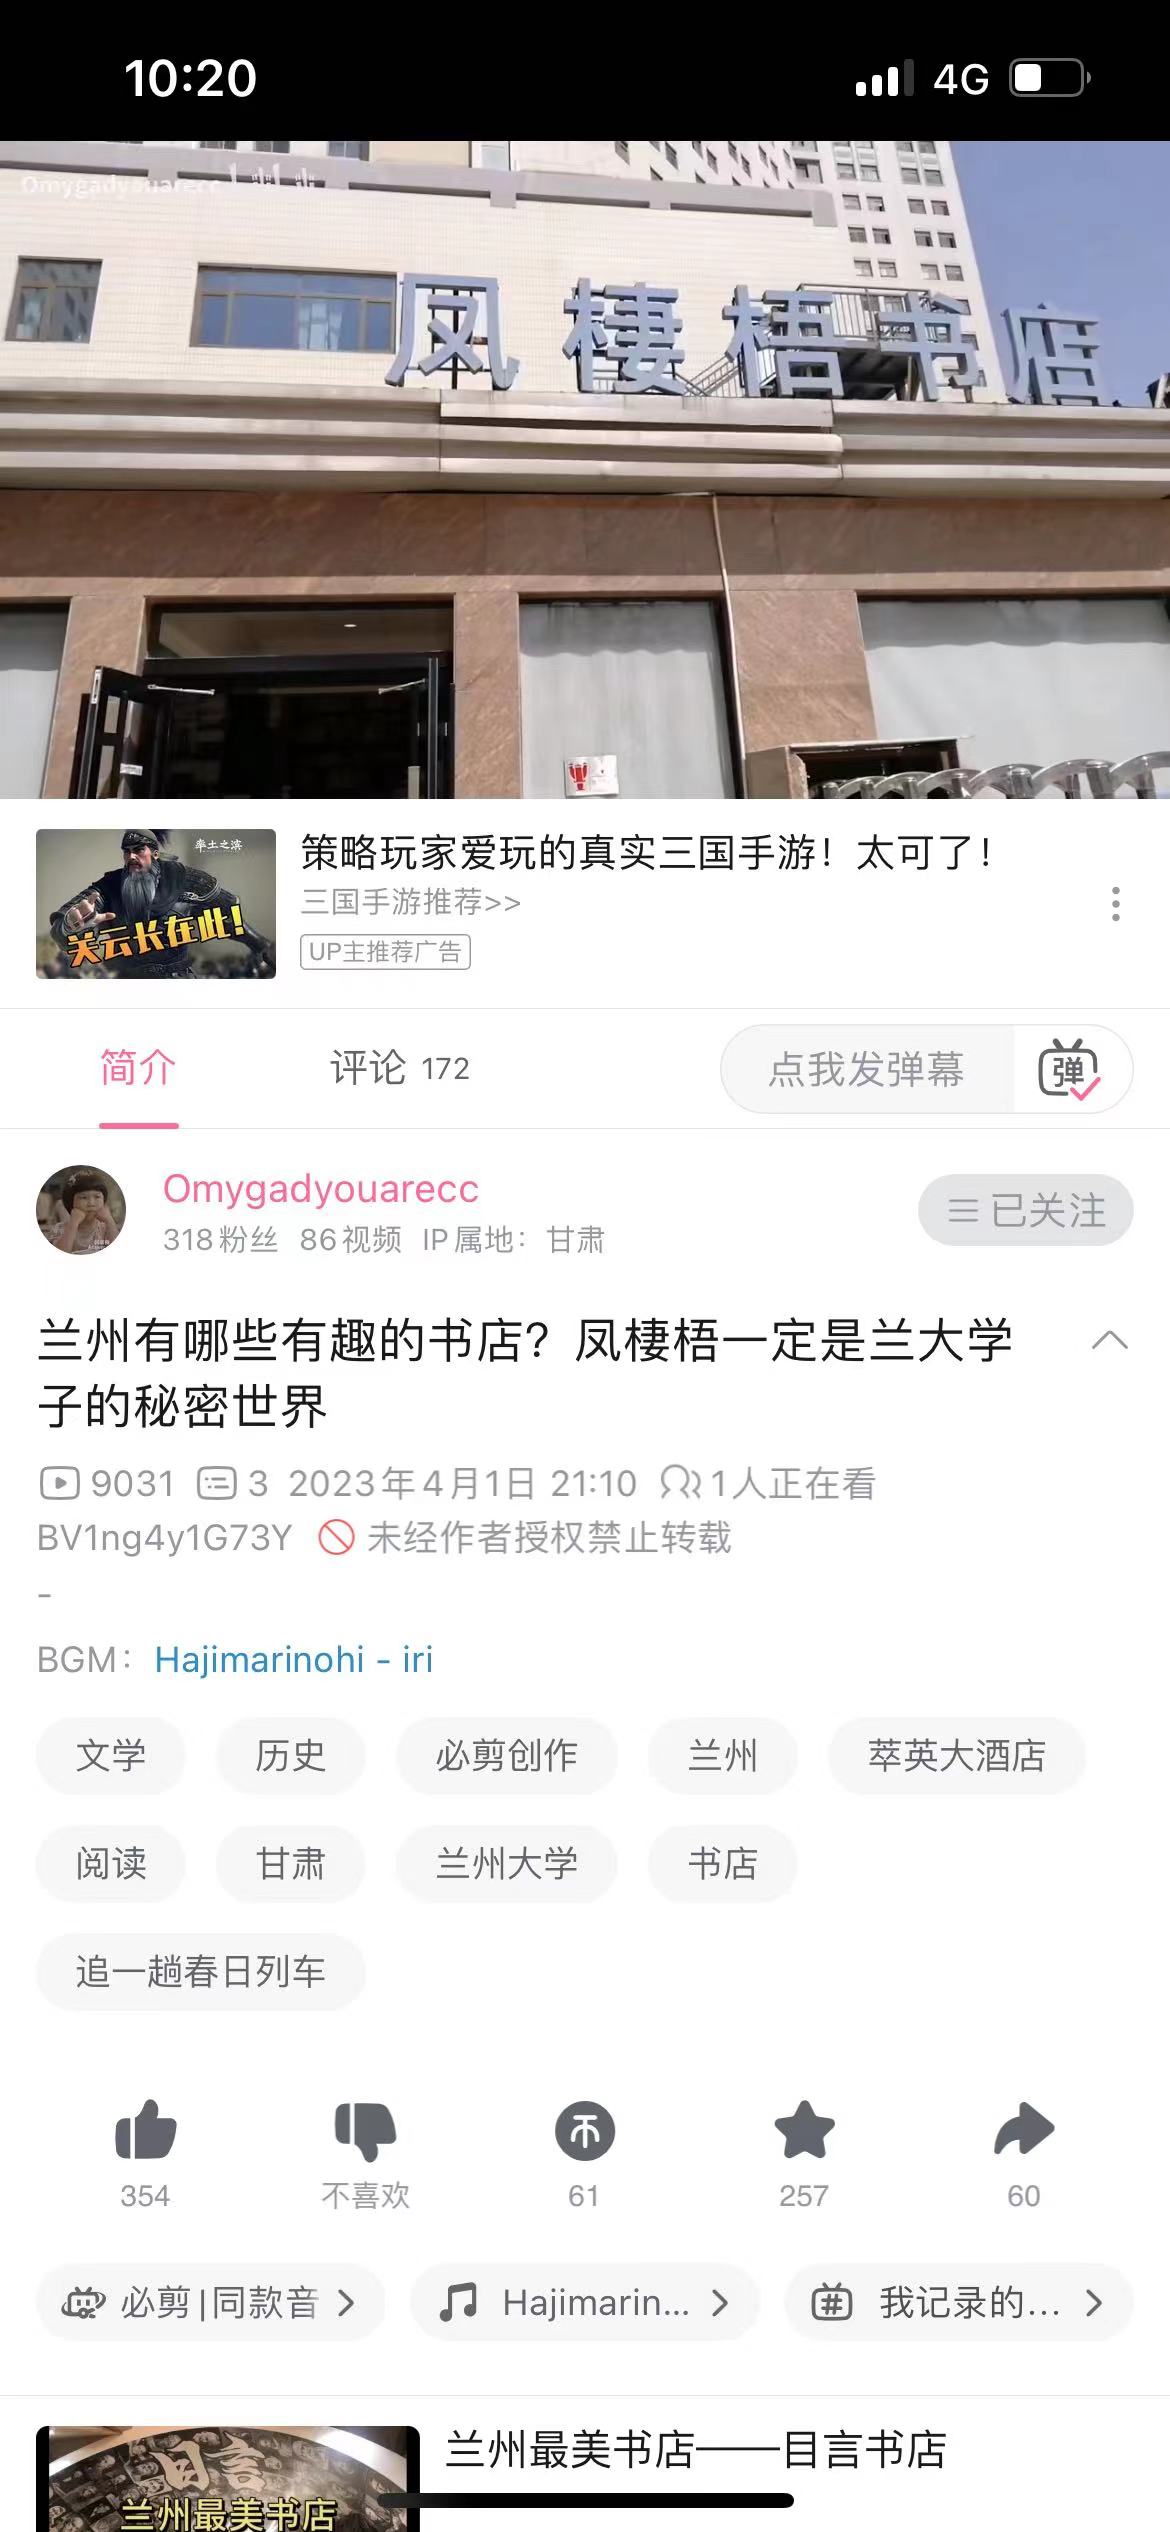 10:20
4G
Omygadyouarecc
凤棲梧书店
率土之滨
关云长在此!
策略玩家爱玩的真实三国手游！太可了！
三国手游推荐>>
UP主推荐广告
简介
评论 172
点我发弹幕
弹
Omygadyouarecc
318粉丝 86视频 IP属地：甘肃
已关注
兰州有哪些有趣的书店？凤棲梧一定是兰大学
子的秘密世界
9031 3 2023年4月1日 21:10 1人正在看
BV1ng4y1G73Y 未经作者授权禁止转载
-
BGM：Hajimarinohi - iri
文学 历史 必剪创作 兰州 萃英大酒店
阅读 甘肃 兰州大学 书店
追一趟春日列车
354 不喜欢 61 257 60
必剪|同款音 Hajimarin... 我记录的...
兰州最美书店——目言书店
目言
兰州最美书店